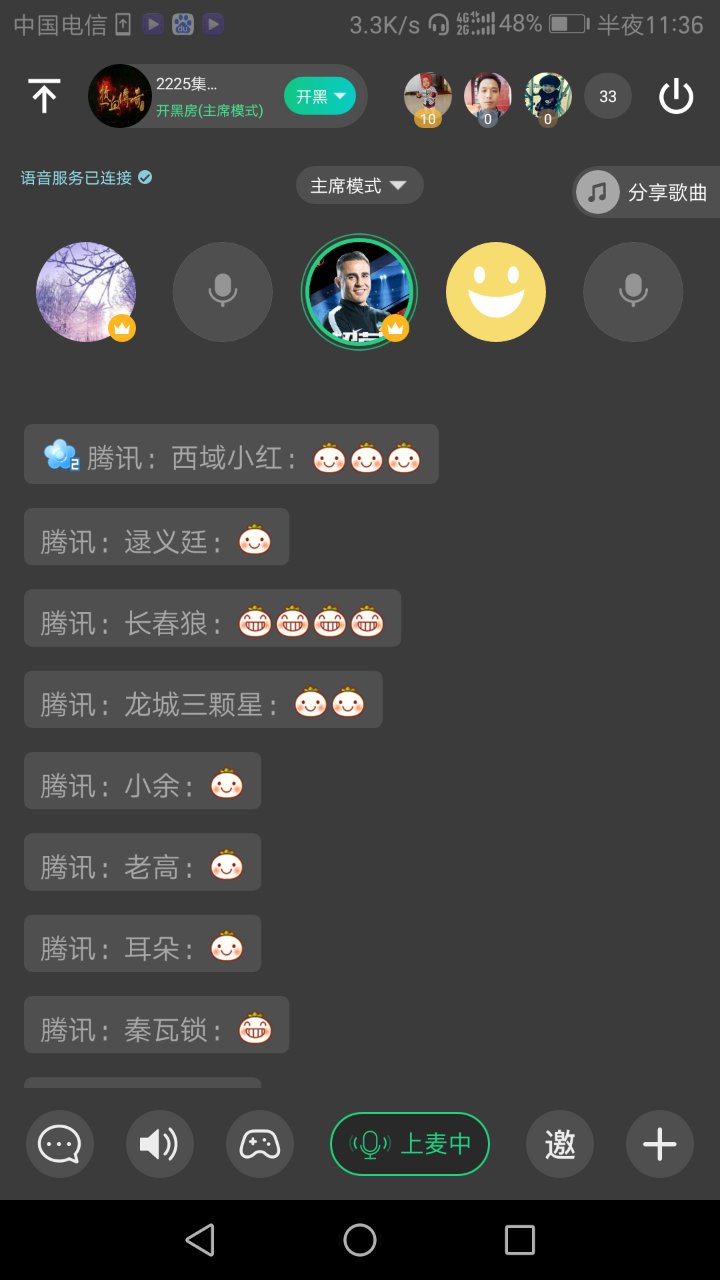 中国电信 3.3K/s 4G 2G 48% 半夜11:36
2225集...
开黑房(主席模式)
开黑
10 0 0 33
语音服务已连接
主席模式
分享歌曲
2 腾讯：西域小红：
腾讯：逯义廷：
腾讯：长春狼：
腾讯：龙城三颗星：
腾讯：小余：
腾讯：老高：
腾讯：耳朵：
腾讯：秦瓦锁：
上麦中
邀